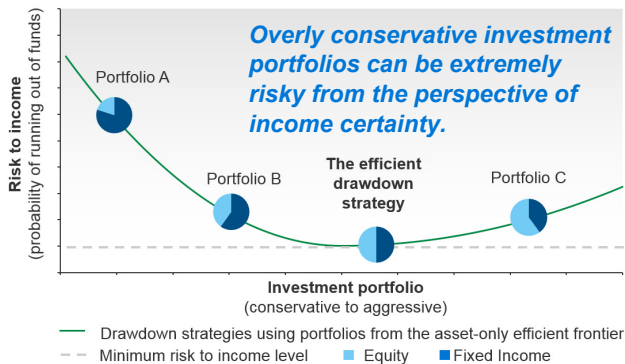 Overly conservative investment
portfolios can be extremely
risky from the perspective of
income certainty.
Portfolio A
Portfolio B
The efficient
drawdown
strategy
Portfolio C
Risk to income
(probability of running out of funds)
Investment portfolio
(conservative to aggressive)
Drawdown strategies using portfolios from the asset-only efficient frontier
Minimum risk to income level
Equity
Fixed Income